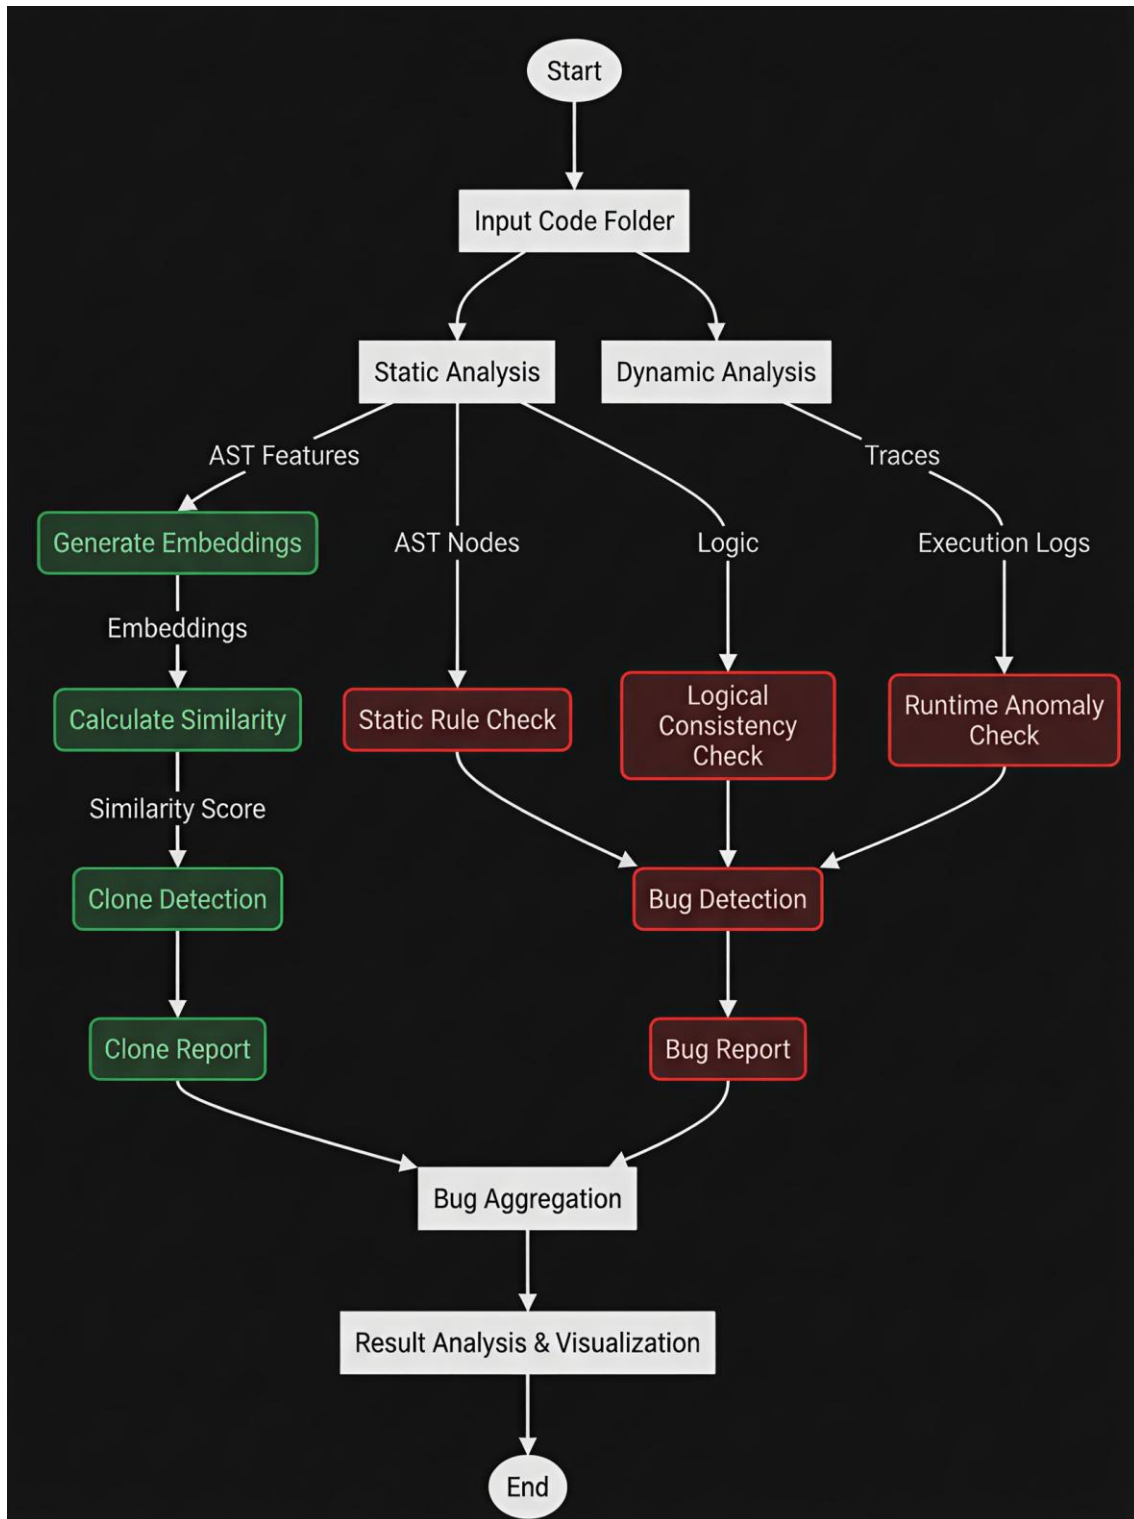 Start
Input Code Folder
Static Analysis
Dynamic Analysis
AST Features
Traces
Generate Embeddings
AST Nodes
Logic
Execution Logs
Embeddings
Calculate Similarity
Static Rule Check
Logical
Consistency
Check
Runtime Anomaly
Check
Similarity Score
Clone Detection
Bug Detection
Clone Report
Bug Report
Bug Aggregation
Result Analysis & Visualization
End